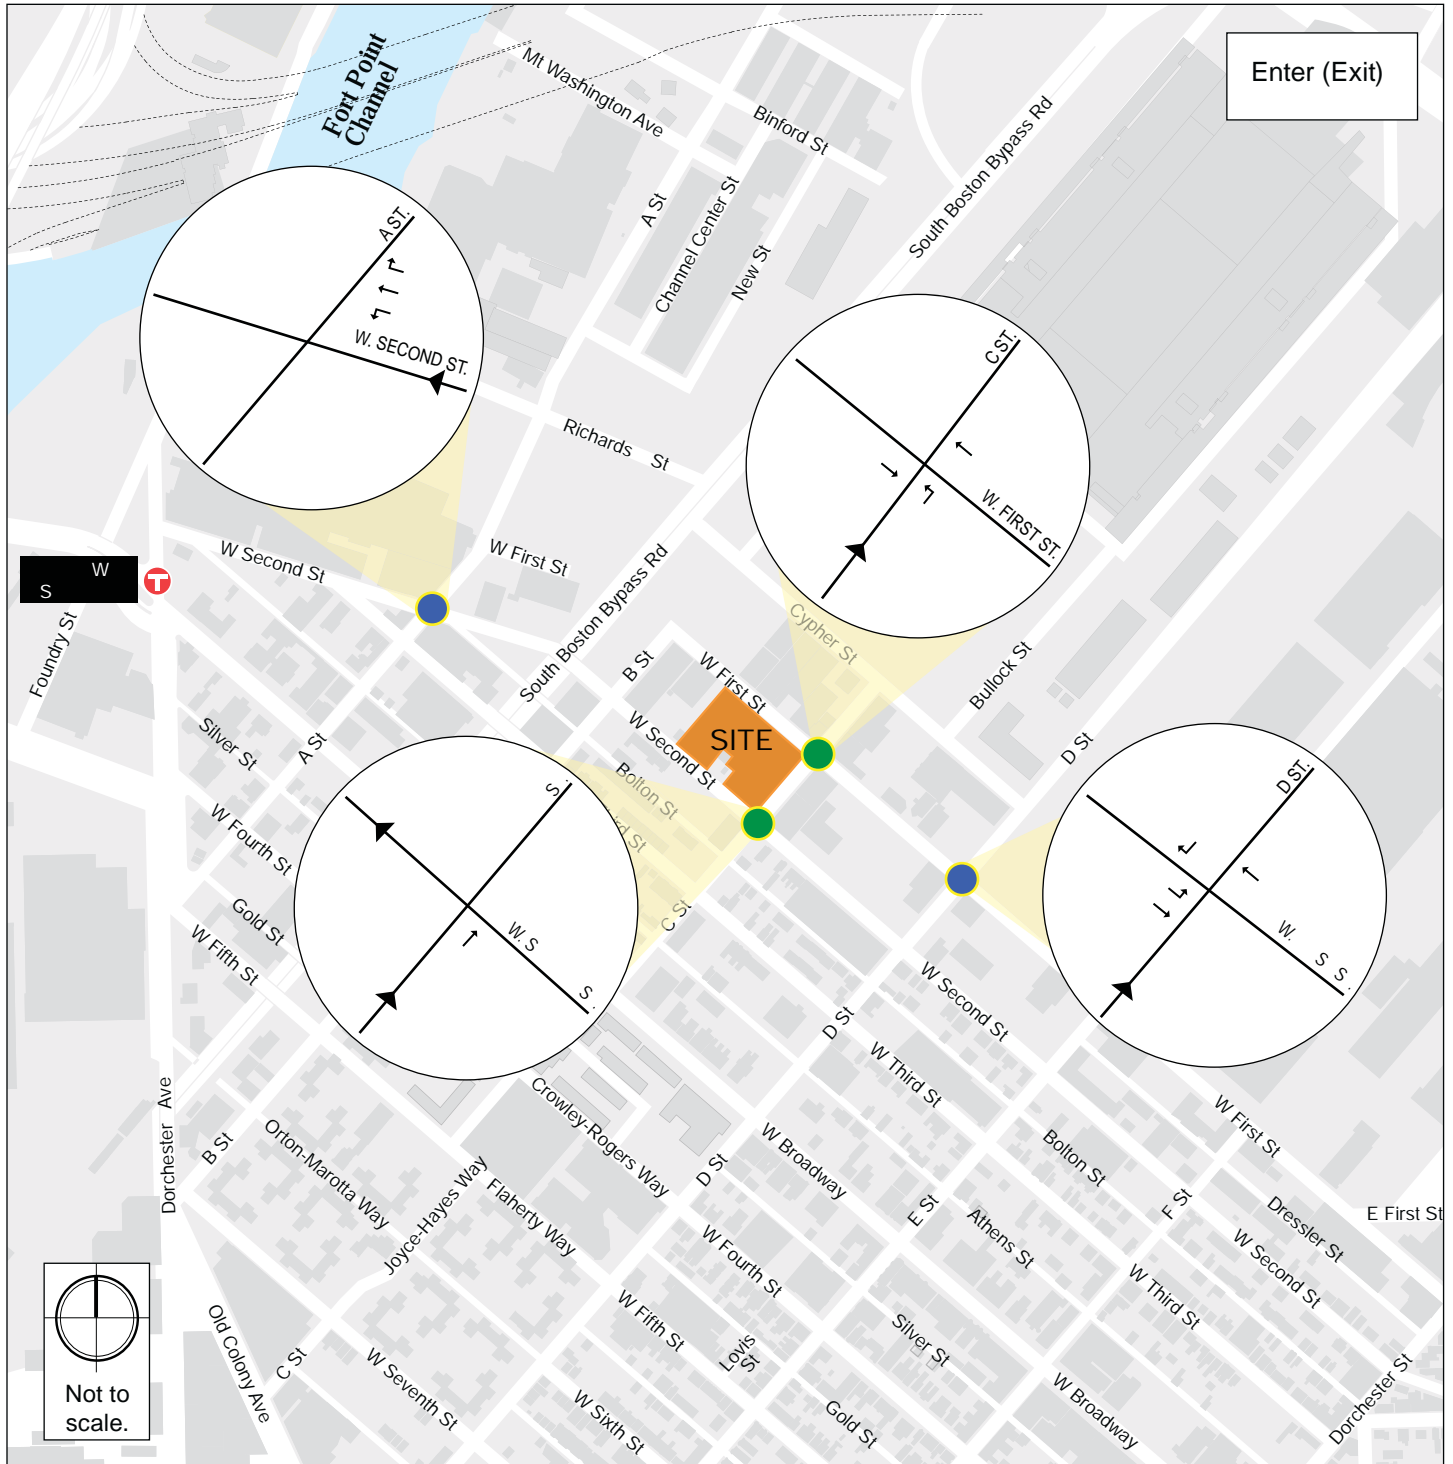 Fort Point
Channel
Mt Washington Ave
Binford St
Enter (Exit)
South Boston Bypass Rd
A St
Channel Center St
New St
A ST.
W. SECOND ST.
C ST.
W. FIRST ST.
Richards St
W Second St
W First St
W
S
T
Foundry St
South Boston Bypass Rd
Cypher St
B St
W First St
Bullock St
SITE
W Second St
D St
Silver St
A St
Bolton St
rd St
S .
W. S
S .
D ST.
W.
S S .
W Fourth St
Gold St
W Fifth St
C St
W Second St
D St
W Third St
Dorchester Ave
B St
Orton-Marotta Way
Joyce-Hayes Way
Flaherty Way
Crowley-Rogers Way
D St
W Broadway
W First St
Bolton St
E St
Athens St
F St
Dressler St
E First St
W Second St
W Third St
W Fourth St
W Fifth St
Lovis
St
Silver St
Old Colony Ave
C St
W Seventh St
W Sixth St
Gold St
W Broadway
Dorchester St
Not to
scale.